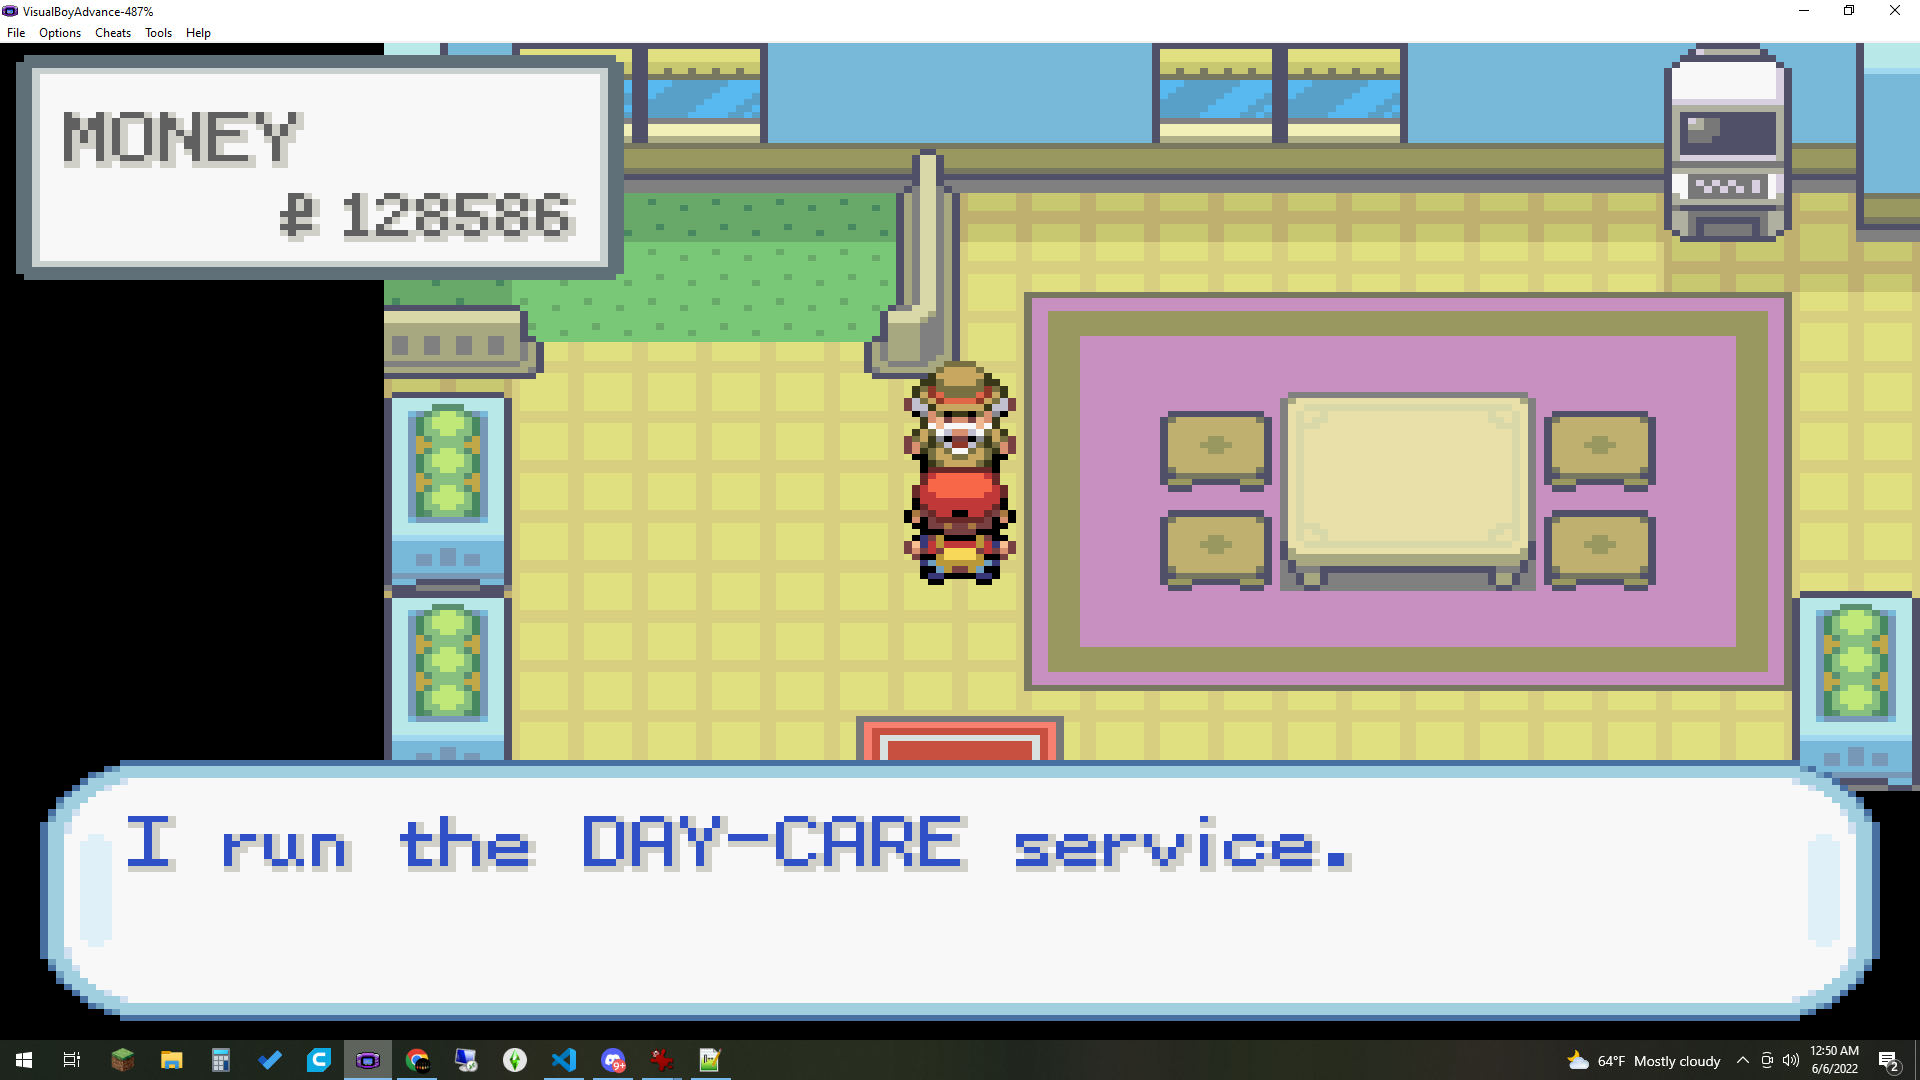 VisualBoyAdvance-487%
File Options Cheats Tools Help
MONEY
₽ 128586
I run the DAY-CARE service.
64°F Mostly cloudy
12:50 AM
6/6/2022
9+
2